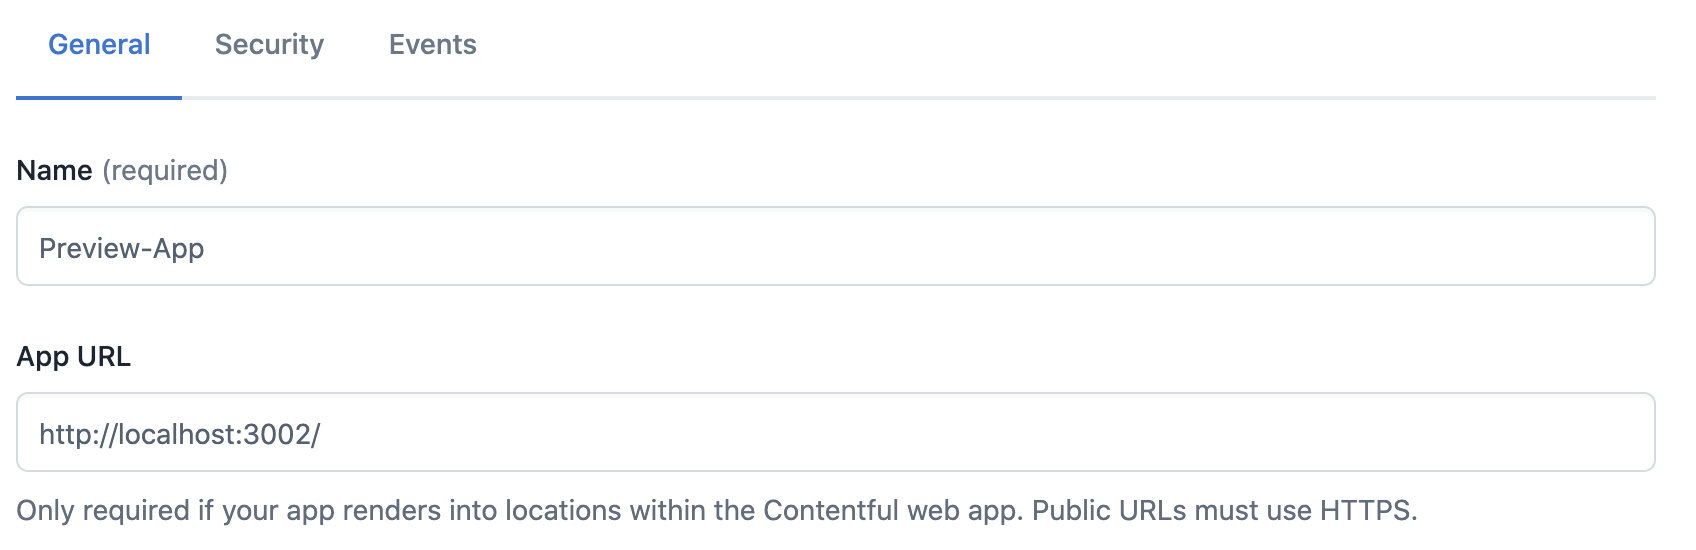 General Security Events
Name (required)
Preview-App
App URL
http://localhost:3002/
Only required if your app renders into locations within the Contentful web app. Public URLs must use HTTPS.